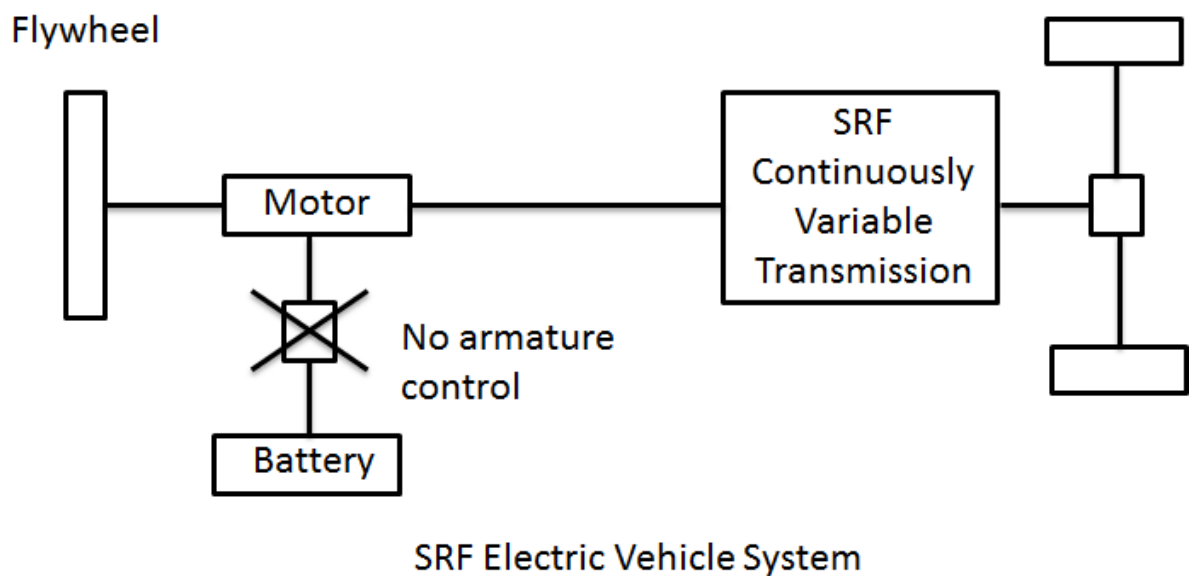 Flywheel
Motor
SRF
Continuously
Variable
Transmission
No armature
control
Battery
SRF Electric Vehicle System